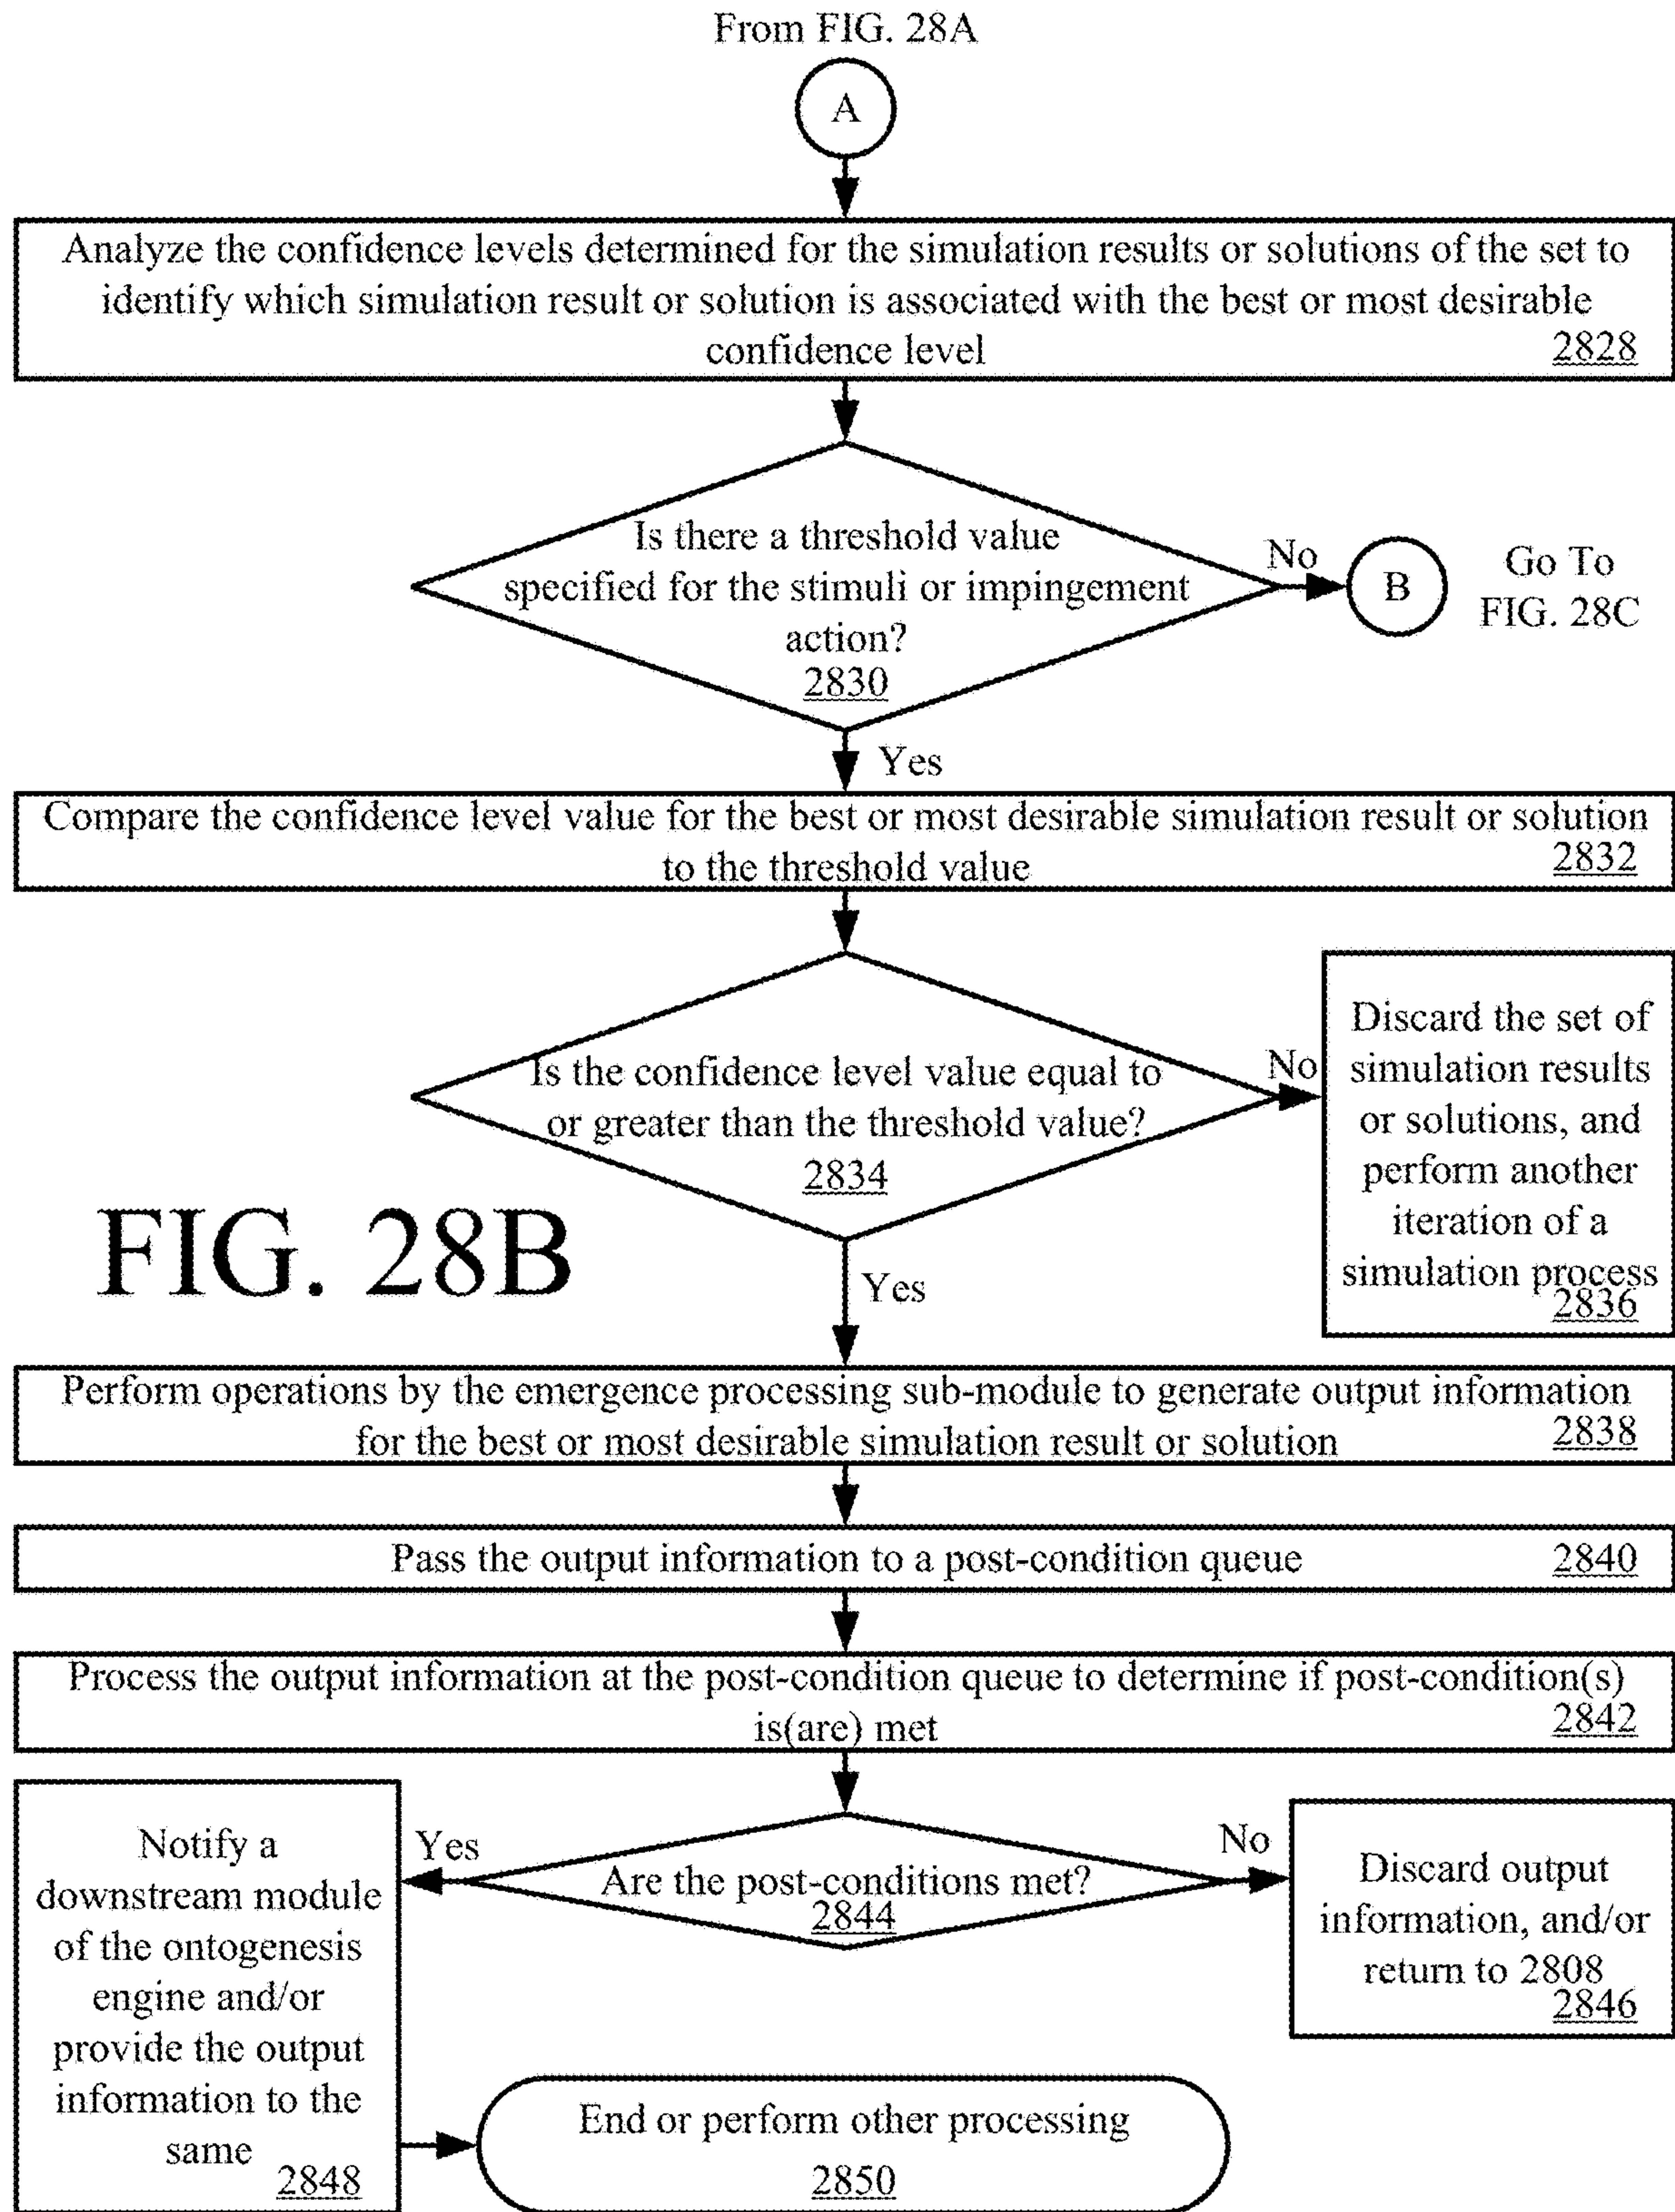 From FIG. 28A
A
Analyze the confidence levels determined for the simulation results or solutions of the set to
identify which simulation result or solution is associated with the best or most desirable
confidence level
2828
Is there a threshold value
specified for the stimuli or impingement
action?
2830
No
B
Go To
FIG. 28C
Yes
Compare the confidence level value for the best or most desirable simulation result or solution
to the threshold value
2832
Is the confidence level value equal to
or greater than the threshold value?
2834
No
Discard the set of
simulation results
or solutions, and
perform another
iteration of a
simulation process
2836
FIG. 28B
Yes
Perform operations by the emergence processing sub-module to generate output information
for the best or most desirable simulation result or solution
2838
Pass the output information to a post-condition queue
2840
Process the output information at the post-condition queue to determine if post-condition(s)
is(are) met
2842
Are the post-conditions met?
2844
Yes
No
Notify a
downstream module
of the ontogenesis
engine and/or
provide the output
information to the
same
2848
Discard output
information, and/or
return to 2808
2846
End or perform other processing
2850